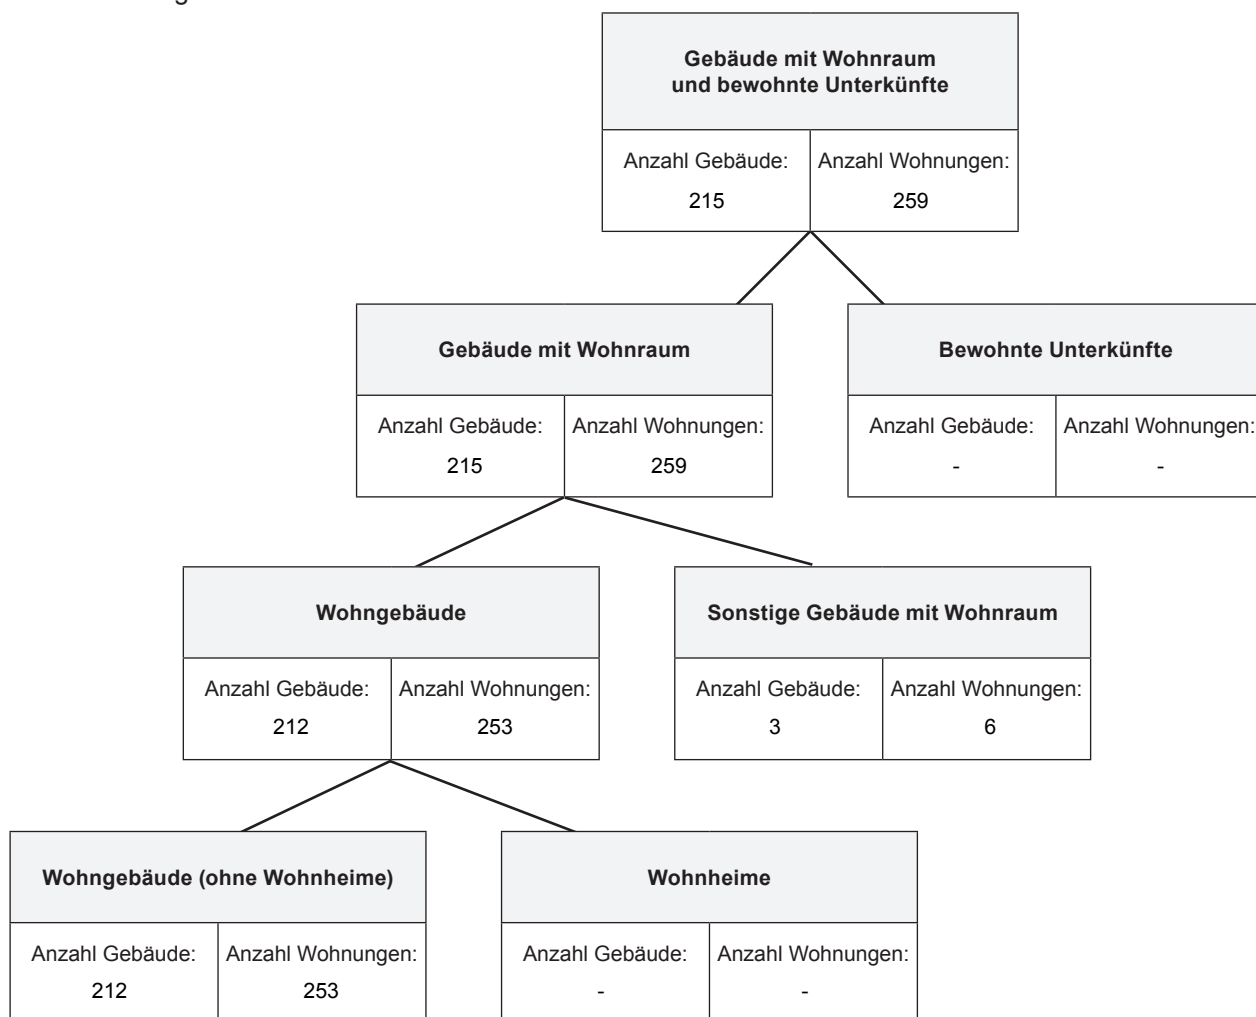 Gebäude mit Wohnraum
und bewohnte Unterkünfte
Anzahl Gebäude: Anzahl Wohnungen:
215 259
Gebäude mit Wohnraum
Anzahl Gebäude: Anzahl Wohnungen:
215 259
Bewohnte Unterkünfte
Anzahl Gebäude: Anzahl Wohnungen:
- -
Wohngebäude
Anzahl Gebäude: Anzahl Wohnungen:
212 253
Sonstige Gebäude mit Wohnraum
Anzahl Gebäude: Anzahl Wohnungen:
3 6
Wohngebäude (ohne Wohnheime)
Anzahl Gebäude: Anzahl Wohnungen:
212 253
Wohnheime
Anzahl Gebäude: Anzahl Wohnungen:
- -